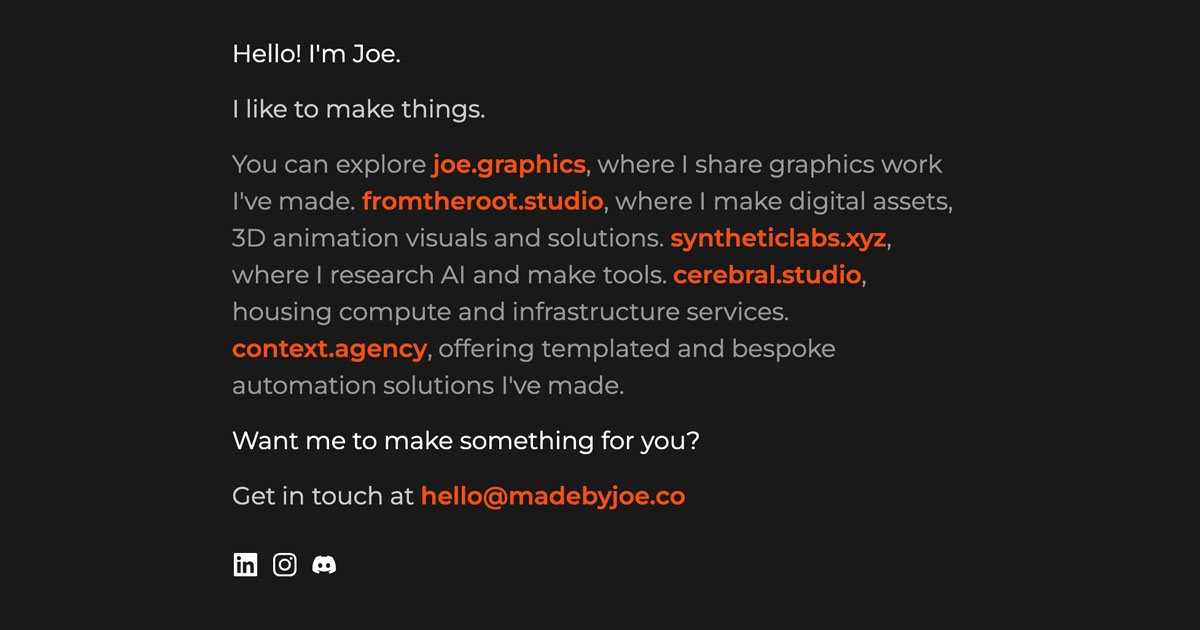 Hello! I'm Joe.
I like to make things.
You can explore joe.graphics, where I share graphics work
I've made. fromtheroot.studio, where I make digital assets,
3D animation visuals and solutions. syntheticlabs.xyz,
where I research AI and make tools. cerebral.studio,
housing compute and infrastructure services.
context.agency, offering templated and bespoke
automation solutions I've made.
Want me to make something for you?
Get in touch at hello@madebyjoe.co
in